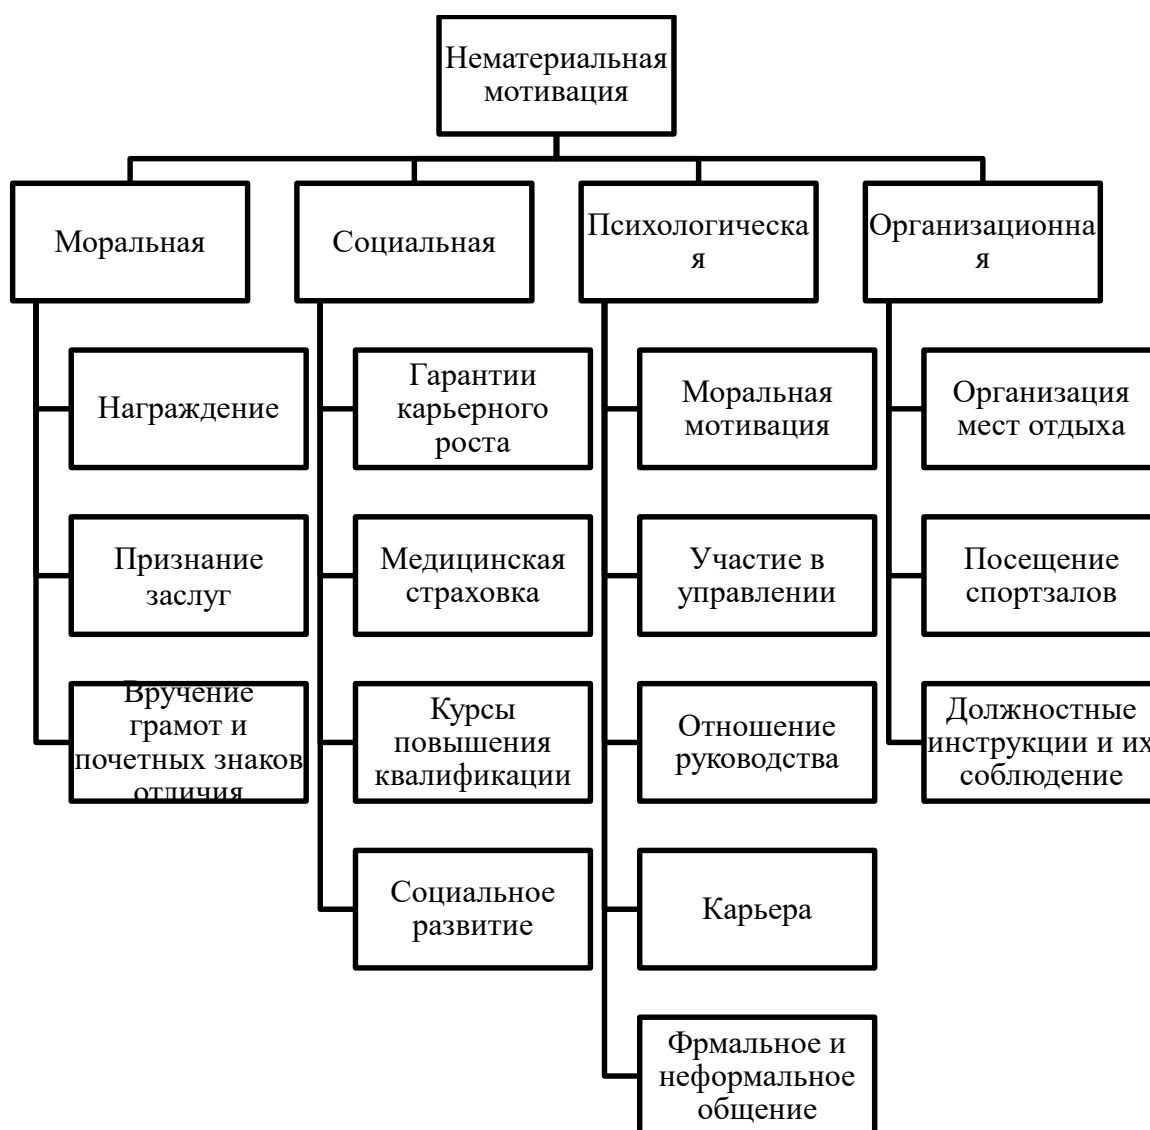 Нематериальная
мотивация
Моральная
Социальная
Психологическа
я
Организационна
я
Награждение
Гарантии
карьерного
роста
Моральная
мотивация
Организация
мест отдыха
Признание
заслуг
Медицинская
страховка
Участие в
управлении
Посещение
спортзалов
Вручение
грамот и
почетных знаков
отличия
Курсы
повышения
квалификации
Отношение
руководства
Должностные
инструкции и их
соблюдение
Социальное
развитие
Карьера
Фрмальное и
неформальное
общение